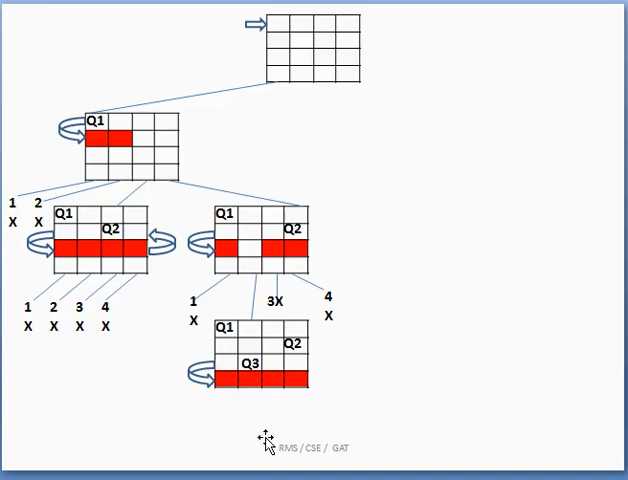 Q1
1 2
X X
Q1
Q2
Q1
Q2
1 2 3 4
X X X X
1
X
3X
4
X
Q1
Q2
Q3
RMS / CSE / GAT